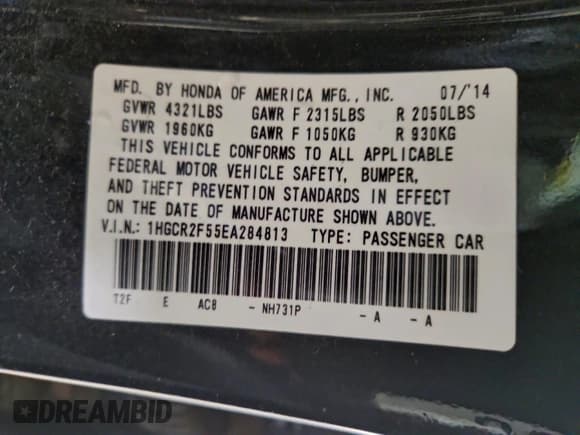 MFD. BY HONDA OF AMERICA MFG., INC. 07/'14
GVWR 4321LBS GAWR F 2315LBS R 2050LBS
GVWR 1960KG GAWR F 1050KG R 930KG
THIS VEHICLE CONFORMS TO ALL APPLICABLE
FEDERAL MOTOR VEHICLE SAFETY, BUMPER,
AND THEFT PREVENTION STANDARDS IN EFFECT
ON THE DATE OF MANUFACTURE SHOWN ABOVE.
V.I.N.: 1HGCR2F55EA284813 TYPE: PASSENGER CAR
T2F E AC8 - NH731P - A - A
DREAMBID